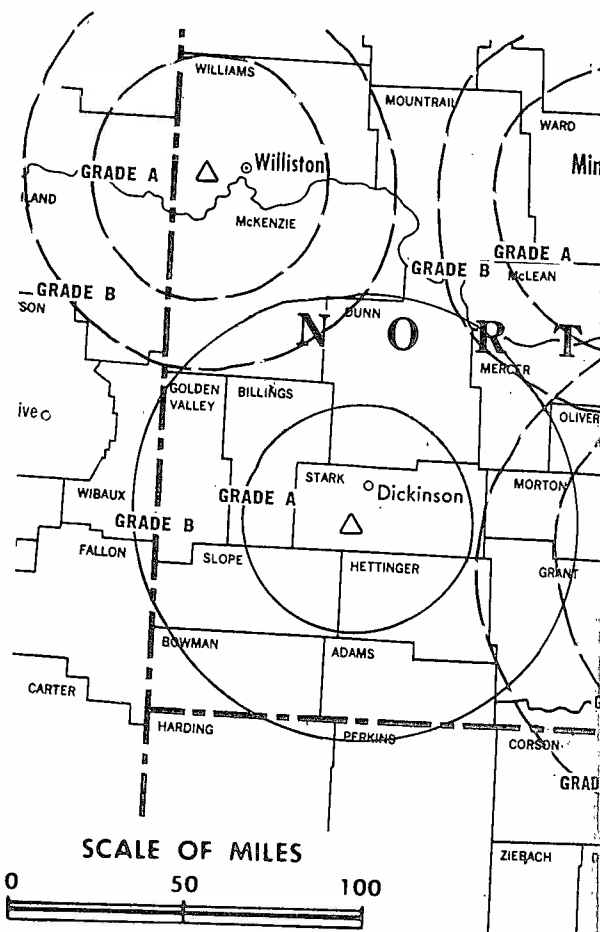 WILLIAMS
MOUNTRAIL
WARD
GRADE A
Williston
Min
ILAND
McKENZIE
GRADE A
GRADE B
McLEAN
GRADE B
SON
DUNN
N O R T
MERCER
GOLDEN
VALLEY
BILLINGS
OLIVER
ive
STARK
Dickinson
MORTON
WIBAUX
GRADE A
GRADE B
FALLON
SLOPE
HETTINGER
GRANT
BOWMAN
ADAMS
CARTER
HARDING
PERKINS
CORSON
GRAD
ZIEBACH
D
SCALE OF MILES
0 50 100